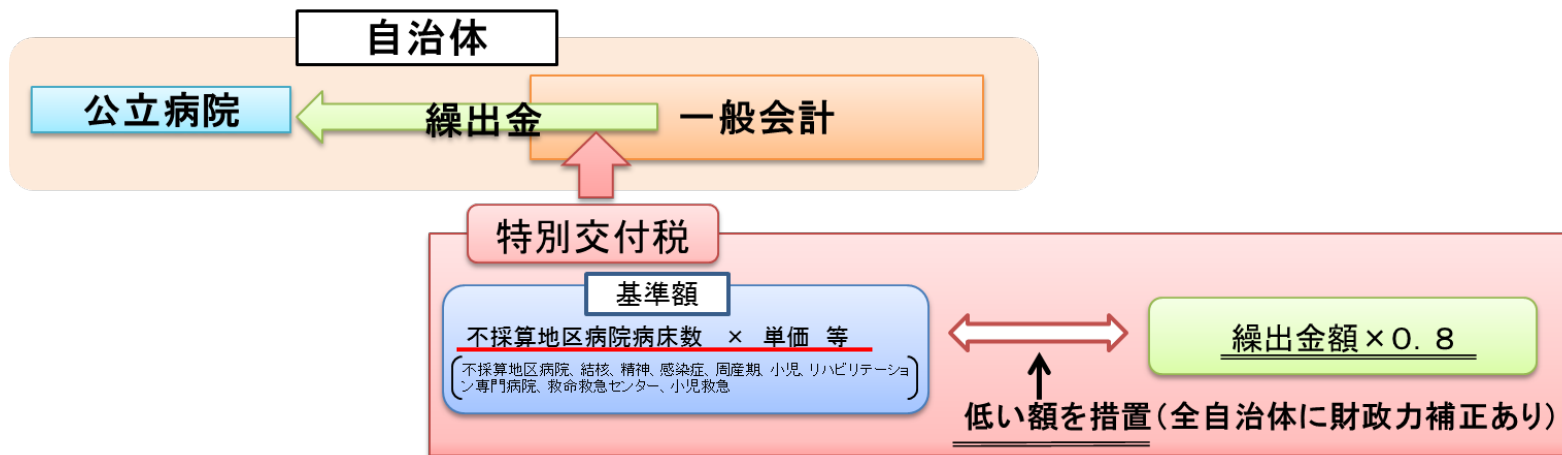 自治体
公立病院
繰出金
一般会計
特別交付税
基準額
不採算地区病院病床数 × 単価 等
不採算地区病院、結核、精神、感染症、周産期、小児、リハビリテーショ
ン専門病院、救命救急センター、小児救急
繰出金額×0．8
低い額を措置(全自治体に財政力補正あり)